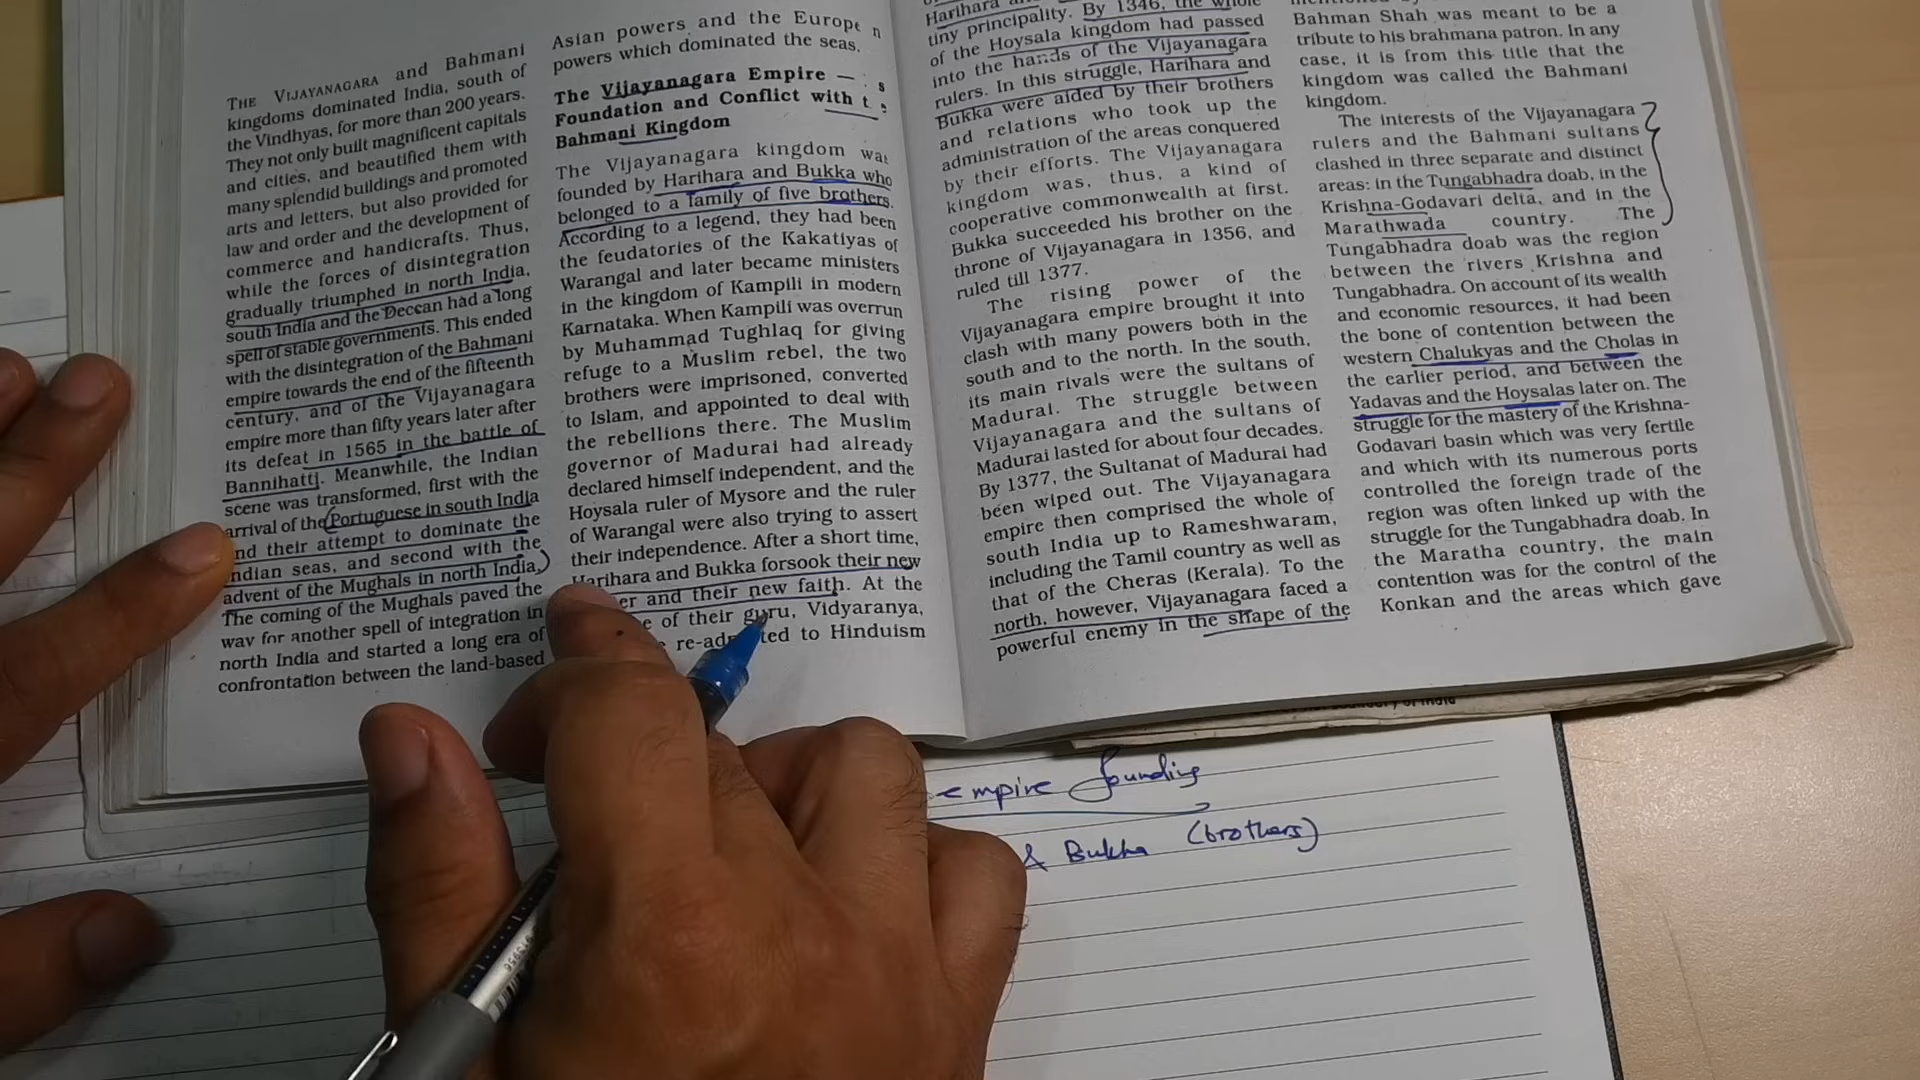 THE VIJAYANAGARA and Bahmani
kingdoms dominated India, south of
the Vindhyas, for more than 200 years.
They not only built magnificent capitals
and cities, and beautified them with
many splendid buildings and promoted
arts and letters, but also provided for
law and order and the development of
commerce and handicrafts. Thus,
while the forces of disintegration
gradually triumphed in north India,
south India and the Deccan had a long
spell of stable governments. This ended
with the disintegration of the Bahmani
empire towards the end of the fifteenth
century, and of the Vijayanagara
empire more than fifty years later after
its defeat in 1565 in the battle of
Bannihatti. Meanwhile, the Indian
scene was transformed, first with the
arrival of the Portuguese in south India
and their attempt to dominate the
Indian seas, and second with the
advent of the Mughals in north India.
The coming of the Mughals paved the
way for another spell of integration in
north India and started a long era of
confrontation between the land-based
Asian powers and the Europe n
powers which dominated the seas.
The Vijayanagara Empire — s
Foundation and Conflict with t e
Bahmani Kingdom
The Vijayanagara kingdom was
founded by Harihara and Bukka who
belonged to a family of five brothers.
According to a legend, they had been
the feudatories of the Kakatiyas of
Warangal and later became ministers
in the kingdom of Kampili in modern
Karnataka. When Kampili was overrun
by Muhammad Tughlaq for giving
refuge to a Muslim rebel, the two
brothers were imprisoned, converted
to Islam, and appointed to deal with
the rebellions there. The Muslim
governor of Madurai had already
declared himself independent, and the
Hoysala ruler of Mysore and the ruler
of Warangal were also trying to assert
their independence. After a short time,
Harihara and Bukka forsook their new
er and their new faith. At the
e of their guru, Vidyaranya,
re-admitted to Hinduism
Harihara
tiny principality. By 1346, the whole
of the Hoysala kingdom had passed
into the hands of the Vijayanagara
rulers. In this struggle, Harihara and
Bukka were aided by their brothers
and relations who took up the
administration of the areas conquered
by their efforts. The Vijayanagara
kingdom was, thus, a kind of
cooperative commonwealth at first.
Bukka succeeded his brother on the
throne of Vijayanagara in 1356, and
ruled till 1377.
The rising power of the
Vijayanagara empire brought it into
clash with many powers both in the
south and to the north. In the south,
its main rivals were the sultans of
Madurai. The struggle between
Vijayanagara and the sultans of
Madurai lasted for about four decades.
By 1377, the Sultanat of Madurai had
been wiped out. The Vijayanagara
empire then comprised the whole of
south India up to Rameshwaram,
including the Tamil country as well as
that of the Cheras (Kerala). To the
north, however, Vijayanagara faced a
powerful enemy in the shape of the
Bahman Shah was meant to be a
tribute to his brahmana patron. In any
case, it is from this title that the
kingdom was called the Bahmani
kingdom.
The interests of the Vijayanagara
rulers and the Bahmani sultans
clashed in three separate and distinct
areas: in the Tungabhadra doab, in the
Krishna-Godavari delta, and in the
Marathwada country. The
Tungabhadra doab was the region
between the rivers Krishna and
Tungabhadra. On account of its wealth
and economic resources, it had been
the bone of contention between the
western Chalukyas and the Cholas in
the earlier period, and between the
Yadavas and the Hoysalas later on. The
struggle for the mastery of the Krishna-
Godavari basin which was very fertile
and which with its numerous ports
controlled the foreign trade of the
region was often linked up with the
struggle for the Tungabhadra doab. In
the Maratha country, the main
contention was for the control of the
Konkan and the areas which gave
of India
empire founding
& Bukka (brothers)